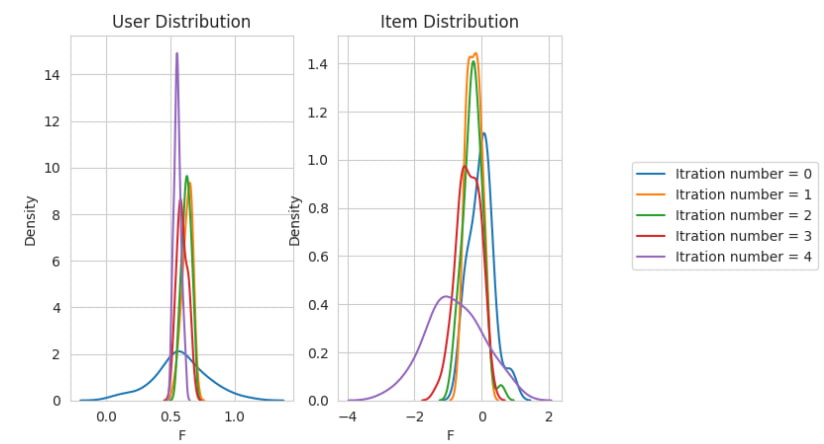 User Distribution
Density
14
12
10
8
6
4
2
0
0.0 0.5 1.0
F
Item Distribution
Density
1.4
1.2
1.0
0.8
0.6
0.4
0.2
0.0
−4 −2 0 2
F
Itration number = 0
Itration number = 1
Itration number = 2
Itration number = 3
Itration number = 4